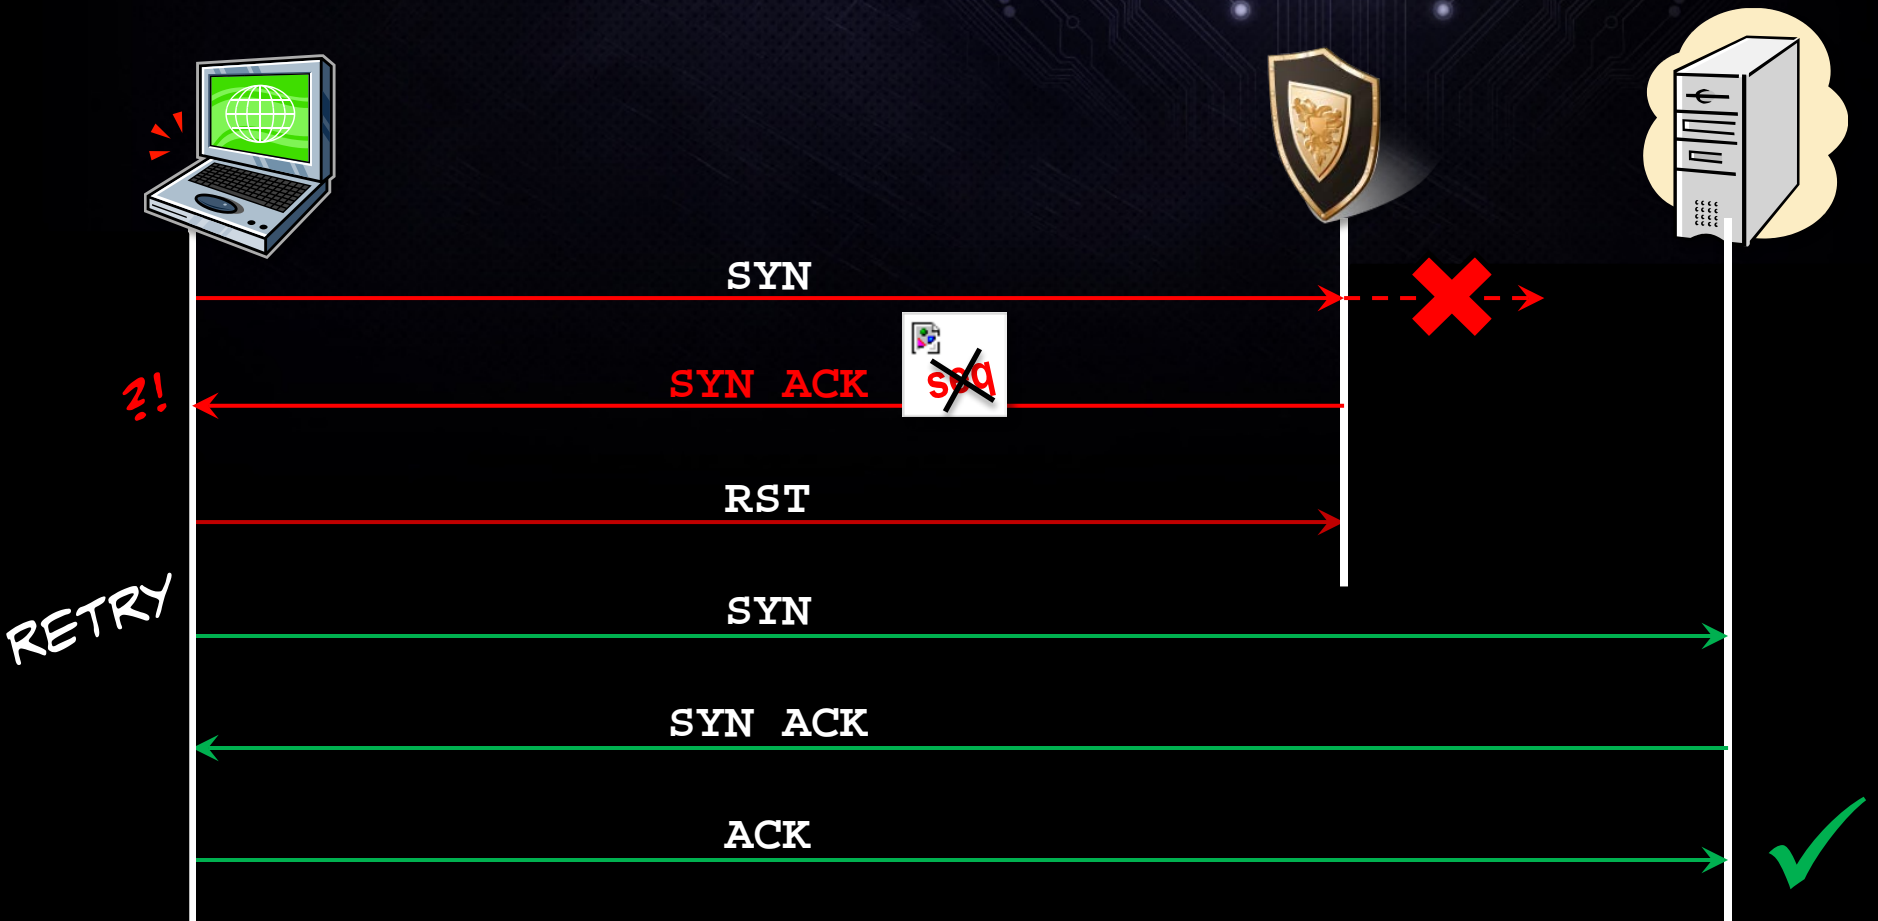 SYN
SYN ACK
seq
?!
RST
RETRY
SYN
SYN ACK
ACK